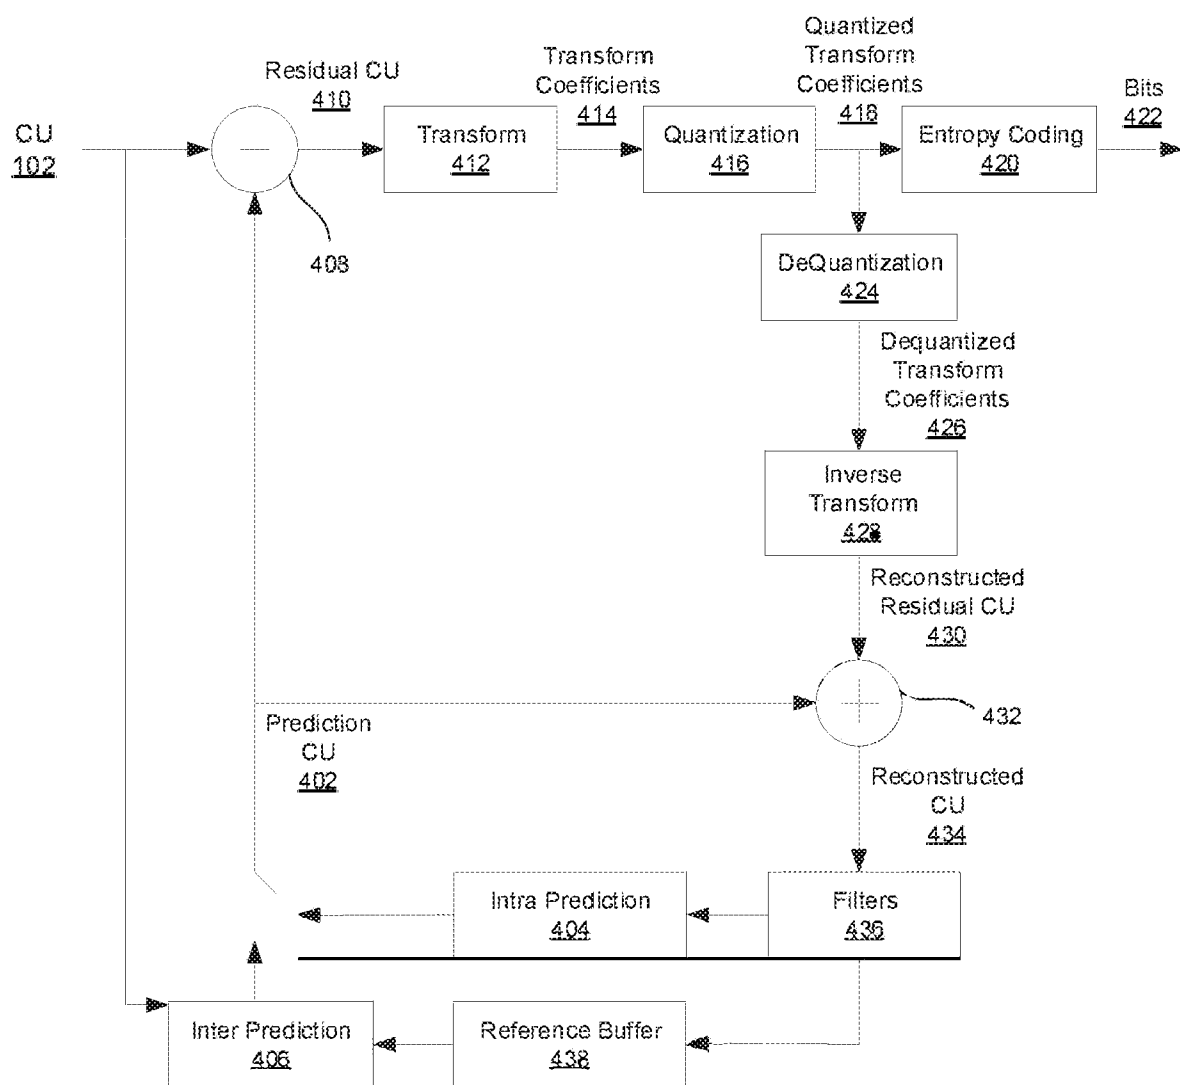 CU
102
Residual CU
410
Transform
412
Transform
Coefficients
414
Quantization
416
Quantized
Transform
Coefficients
418
Entropy Coding
420
Bits
422
408
DeQuantization
424
Dequantized
Transform
Coefficients
426
Inverse
Transform
428
Reconstructed
Residual CU
430
432
Prediction
CU
402
Reconstructed
CU
434
Intra Prediction
404
Filters
436
Inter Prediction
406
Reference Buffer
438